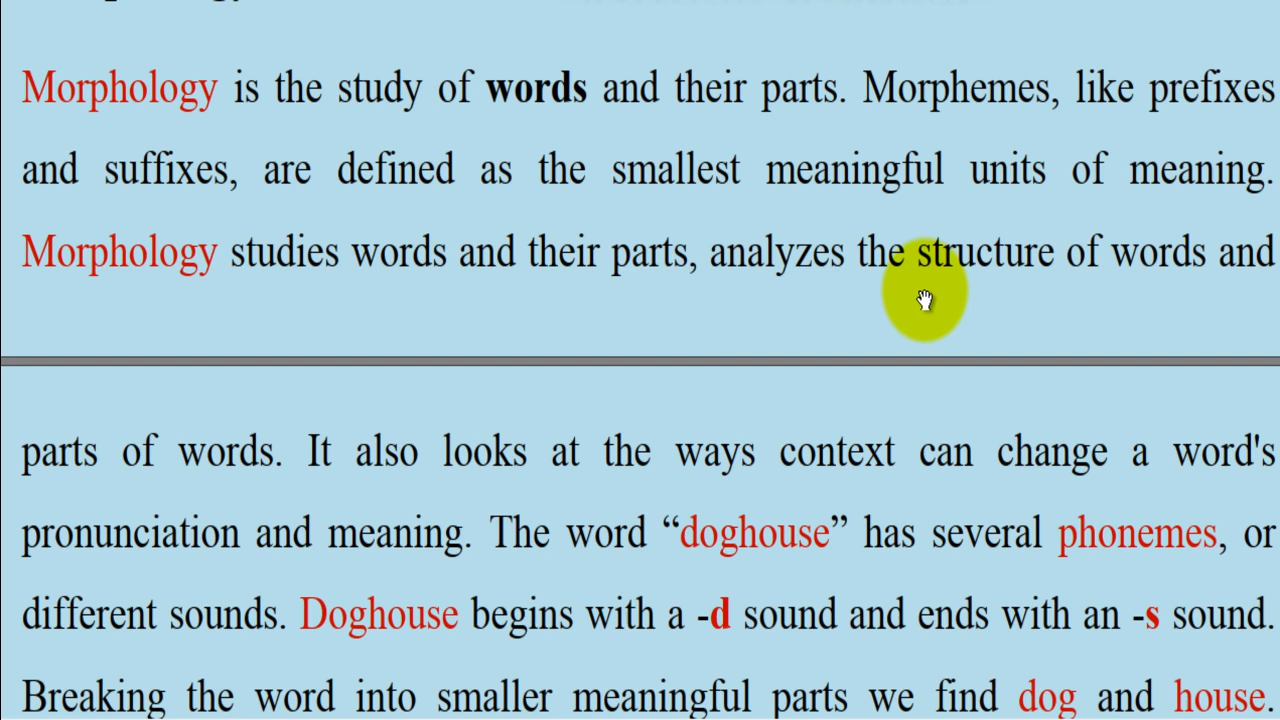 Morphology is the study of words and their parts. Morphemes, like prefixes
and suffixes, are defined as the smallest meaningful units of meaning.
Morphology studies words and their parts, analyzes the structure of words and
parts of words. It also looks at the ways context can change a word's
pronunciation and meaning. The word “doghouse” has several phonemes, or
different sounds. Doghouse begins with a -d sound and ends with an -s sound.
Breaking the word into smaller meaningful parts we find dog and house.